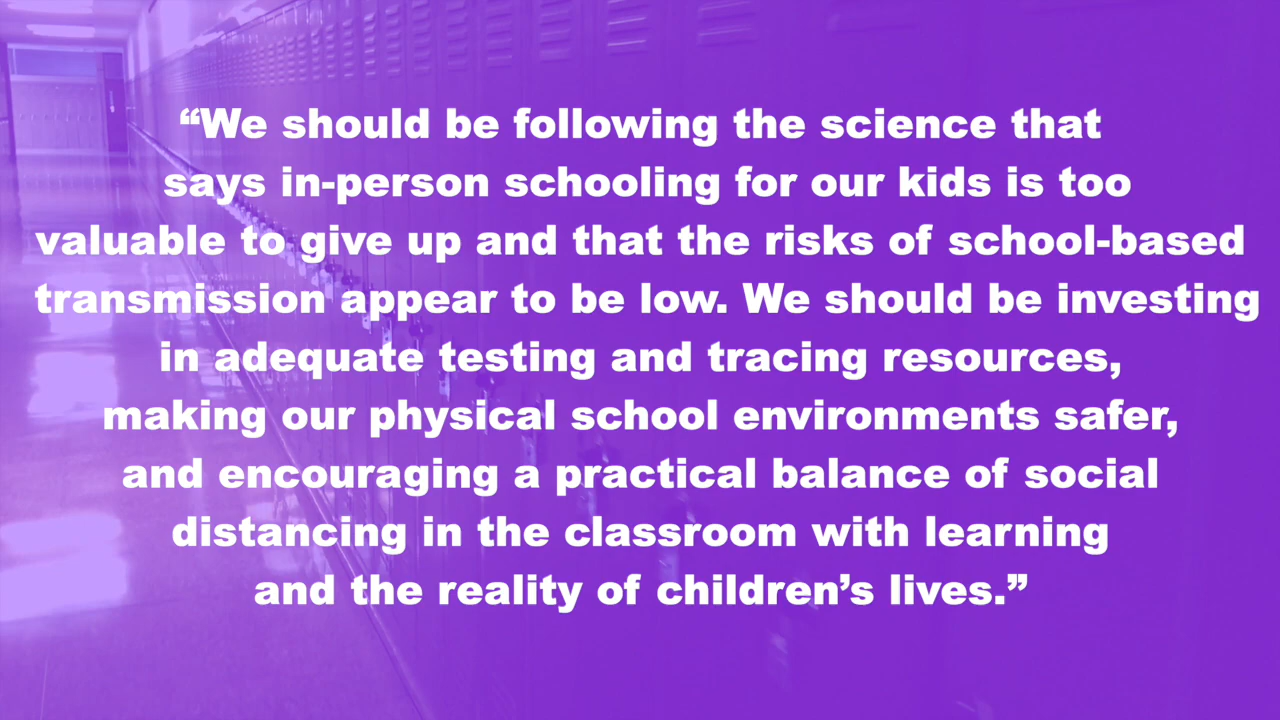 “We should be following the science that
says in-person schooling for our kids is too
valuable to give up and that the risks of school-based
transmission appear to be low. We should be investing
in adequate testing and tracing resources,
making our physical school environments safer,
and encouraging a practical balance of social
distancing in the classroom with learning
and the reality of children’s lives.”